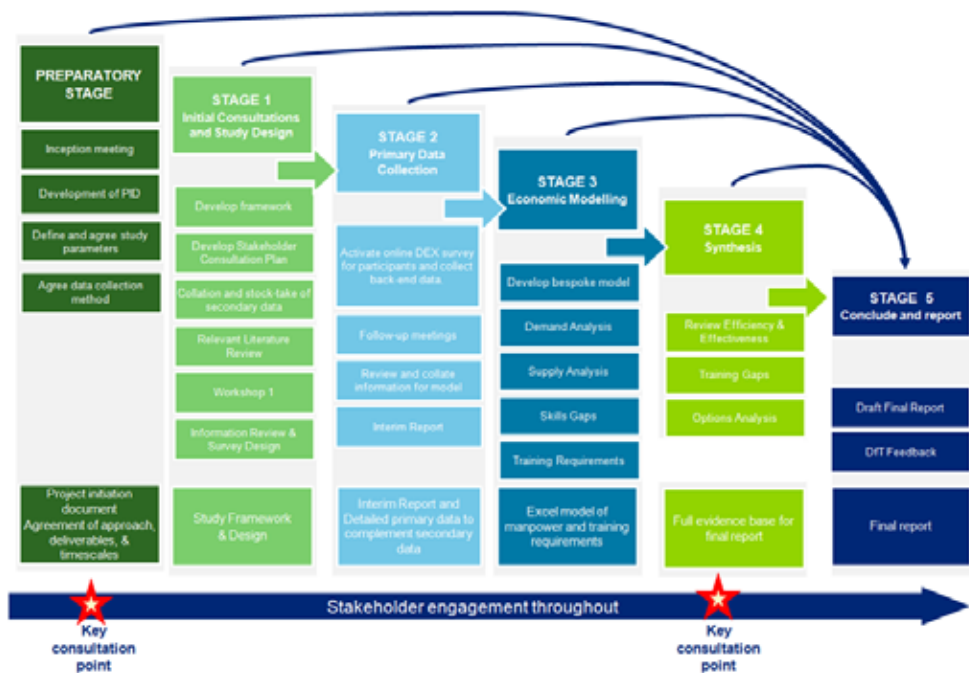 PREPARATORY
STAGE
Inception meeting
Development of PID
Define and agree study
parameters
Agree data collection
method
Project initiation
document
Agreement of approach,
deliverables, &
timescales
STAGE 1
Initial Consultations
and Study Design
Develop framework
Develop Stakeholder
Consultation Plan
Collation and stock-take of
secondary data
Relevant Literature
Review
Workshop 1
Information Review &
Survey Design
Study Framework
& Design
STAGE 2
Primary Data
Collection
Activate online DEX survey
for participants and collect
back-end data
Follow-up meetings
Review and collate
information for model
Interim Report
Interim Report and
Detailed primary data to
complement secondary
data
STAGE 3
Economic Modelling
Develop bespoke model
Demand Analysis
Supply Analysis
Skills Gaps
Training Requirements
Excel model of
manpower and training
requirements
STAGE 4
Synthesis
Review Efficiency &
Effectiveness
Training Gaps
Options Analysis
Full evidence base for
final report
STAGE 5
Conclude and report
Draft Final Report
DfT Feedback
Final report
Stakeholder engagement throughout
Key
consultation
point
Key
consultation
point